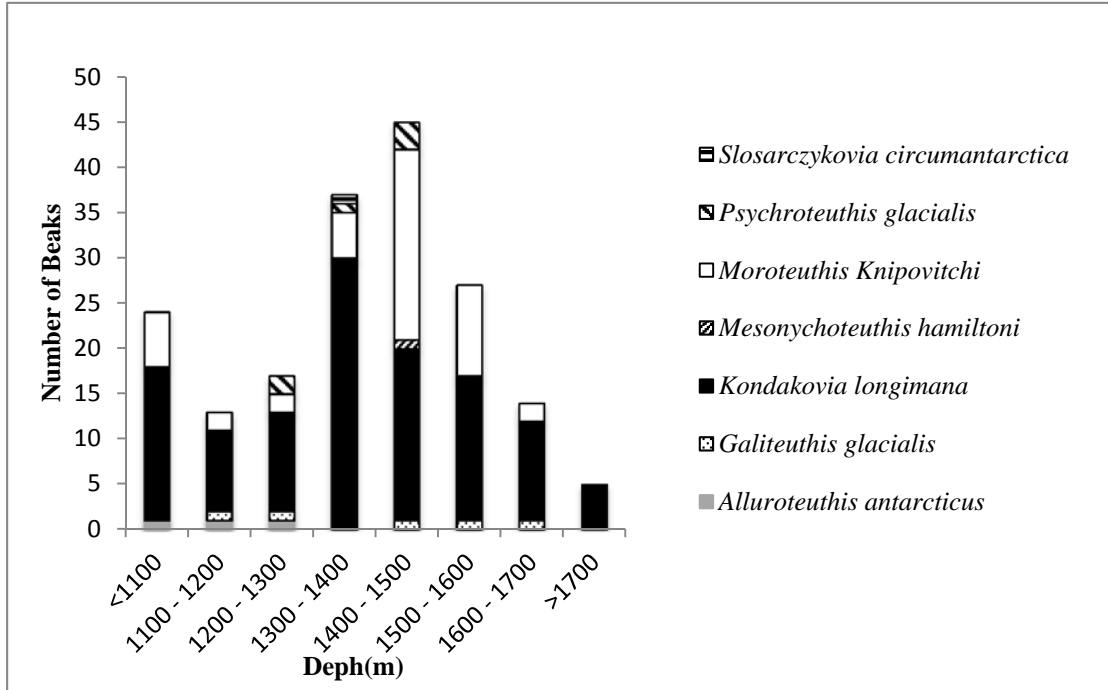 Number of Beaks
50
45
40
35
30
25
20
15
10
5
0
<1100
1100 - 1200
1200 - 1300
1300 - 1400
1400 - 1500
1500 - 1600
1600 - 1700
>1700
Deph(m)
Slosarczykovia circumantarctica
Psychroteuthis glacialis
Moroteuthis Knipovitchi
Mesonychoteuthis hamiltoni
Kondakovia longimana
Galiteuthis glacialis
Alluroteuthis antarcticus